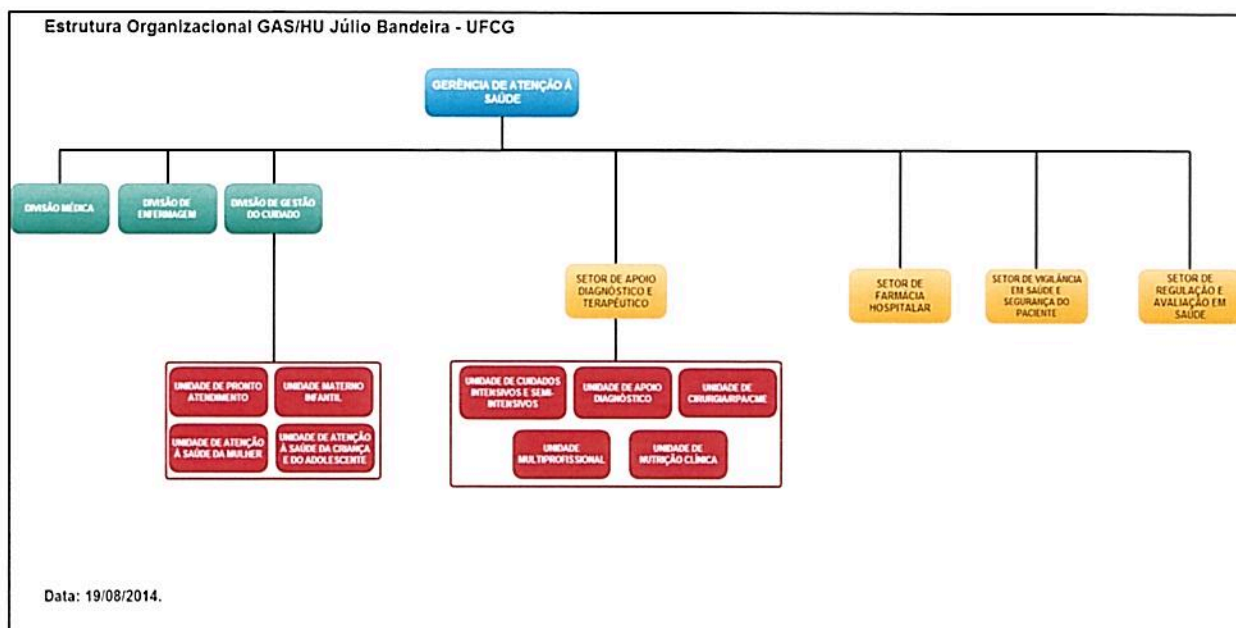 Estrutura Organizacional GAS/HU Júlio Bandeira - UFCG
GERÊNCIA DE ATENÇÃO À
SAÚDE
DIVISÃO MÉDICA
DIVISÃO DE
ENFERMAGEM
DIVISÃO DE GESTÃO
DO CUIDADO
SETOR DE APOIO
DIAGNÓSTICO E
TERAPÊUTICO
SETOR DE
FARMÁCIA
HOSPITALAR
SETOR DE VIGILÂNCIA
EM SAÚDE E
SEGURANÇA DO
PACIENTE
SETOR DE
REGULAÇÃO E
AVALIAÇÃO EM
SAÚDE
UNIDADE DE PRONTO
ATENDIMENTO
UNIDADE MATERNO
INFANTIL
UNIDADE DE ATENÇÃO
À SAÚDE DA MULHER
UNIDADE DE ATENÇÃO
À SAÚDE DA CRIANÇA
E DO ADOLESCENTE
UNIDADE DE CUIDADOS
INTENSIVOS E SEMI-
INTENSIVOS
UNIDADE DE APOIO
DIAGNÓSTICO
UNIDADE DE
CIRURGIA/RPA/CME
UNIDADE
MULTIPROFISSIONAL
UNIDADE DE
NUTRIÇÃO CLÍNICA
Data: 19/08/2014.